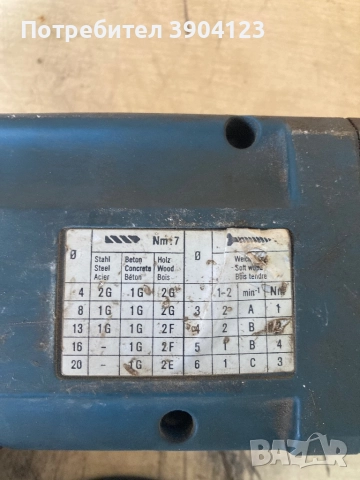 Потребител 3904123
Nm:7
Ø Stahl Beton Holz Ø Weich
Steel Concrete Wood Soft wood
Acier Béton Bois Bois tendre
4 2G 1G 2G 1-2 min⁻¹ Nm
8 1G 1G 2G 3 2 A 1
13 1G 1G 2F 4 2 B 2
16 – 1G 2F 5 B 4
20 – 1G 2E 6 1 C 3
BAZAR